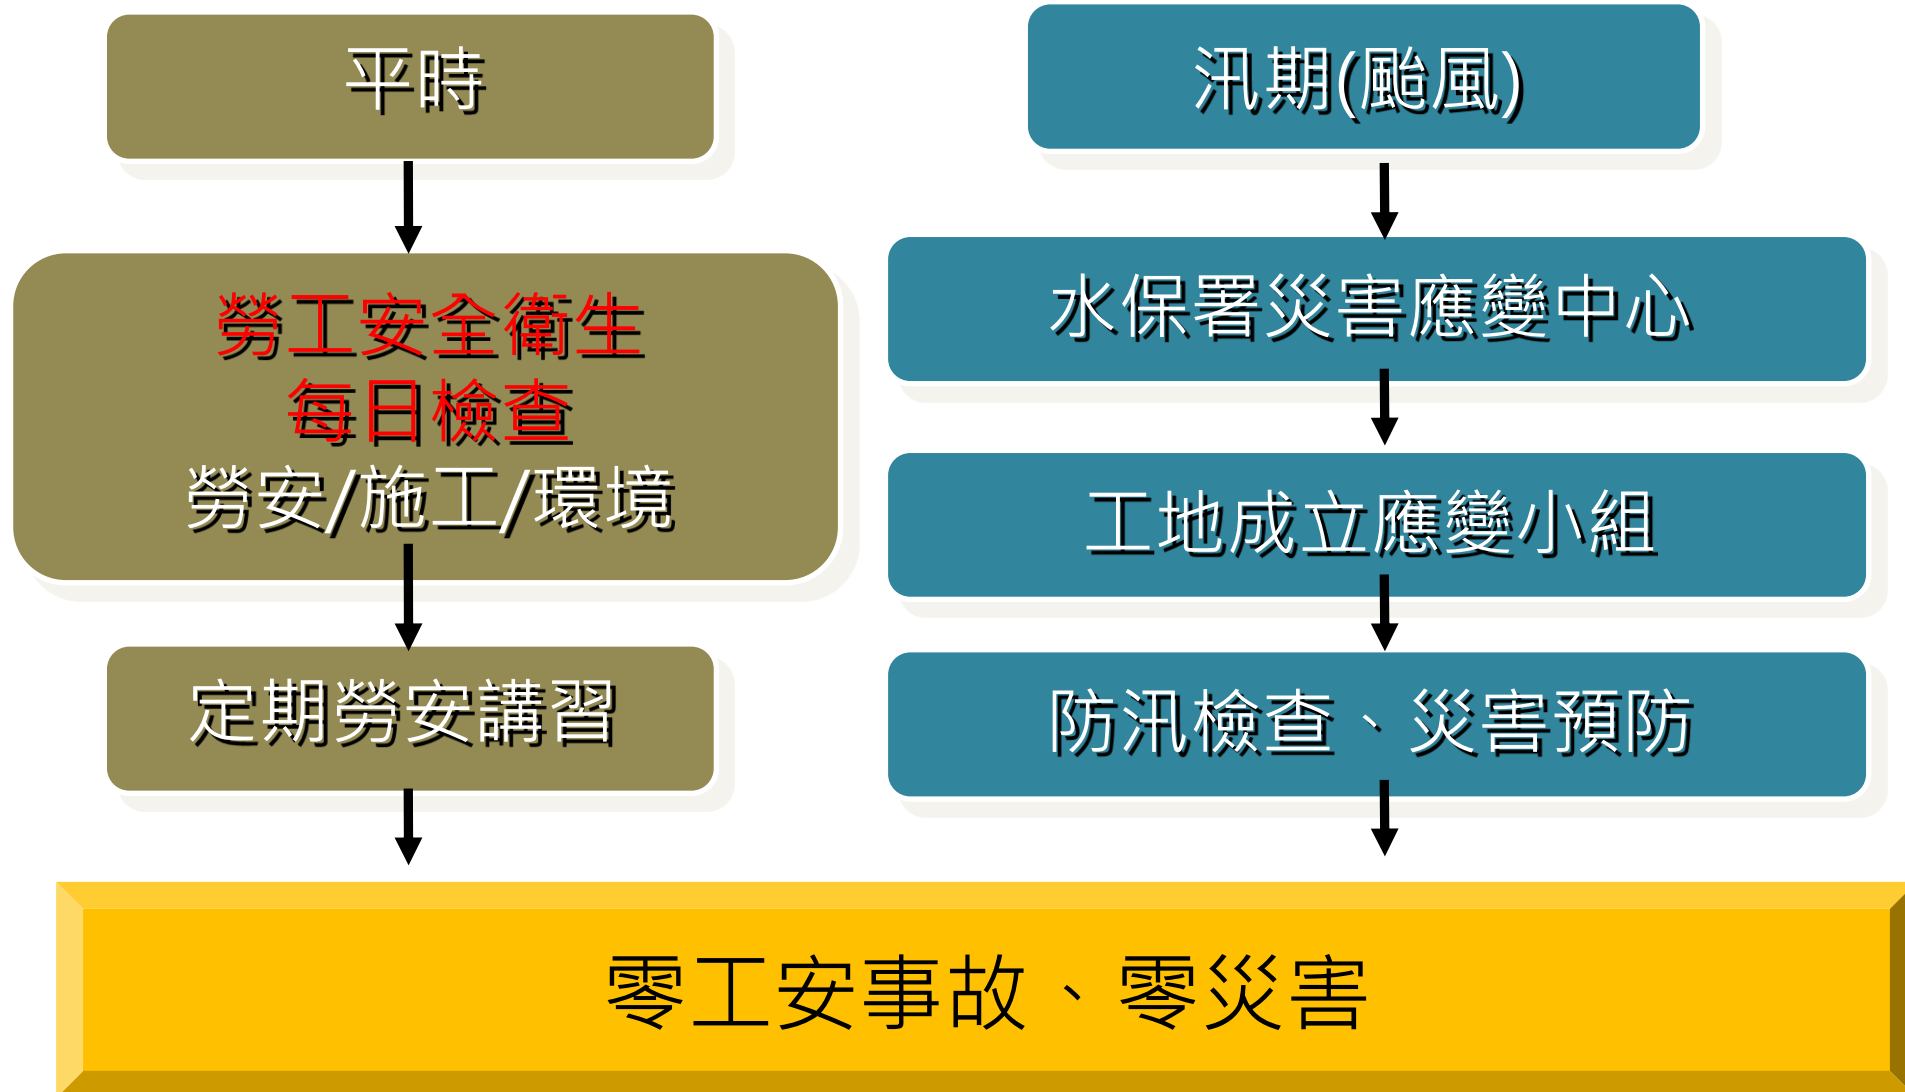 平時
勞工安全衛生
每日檢查
勞安/施工/環境
定期勞安講習
汛期(颱風)
水保署災害應變中心
工地成立應變小組
防汛檢查、災害預防
零工安事故、零災害